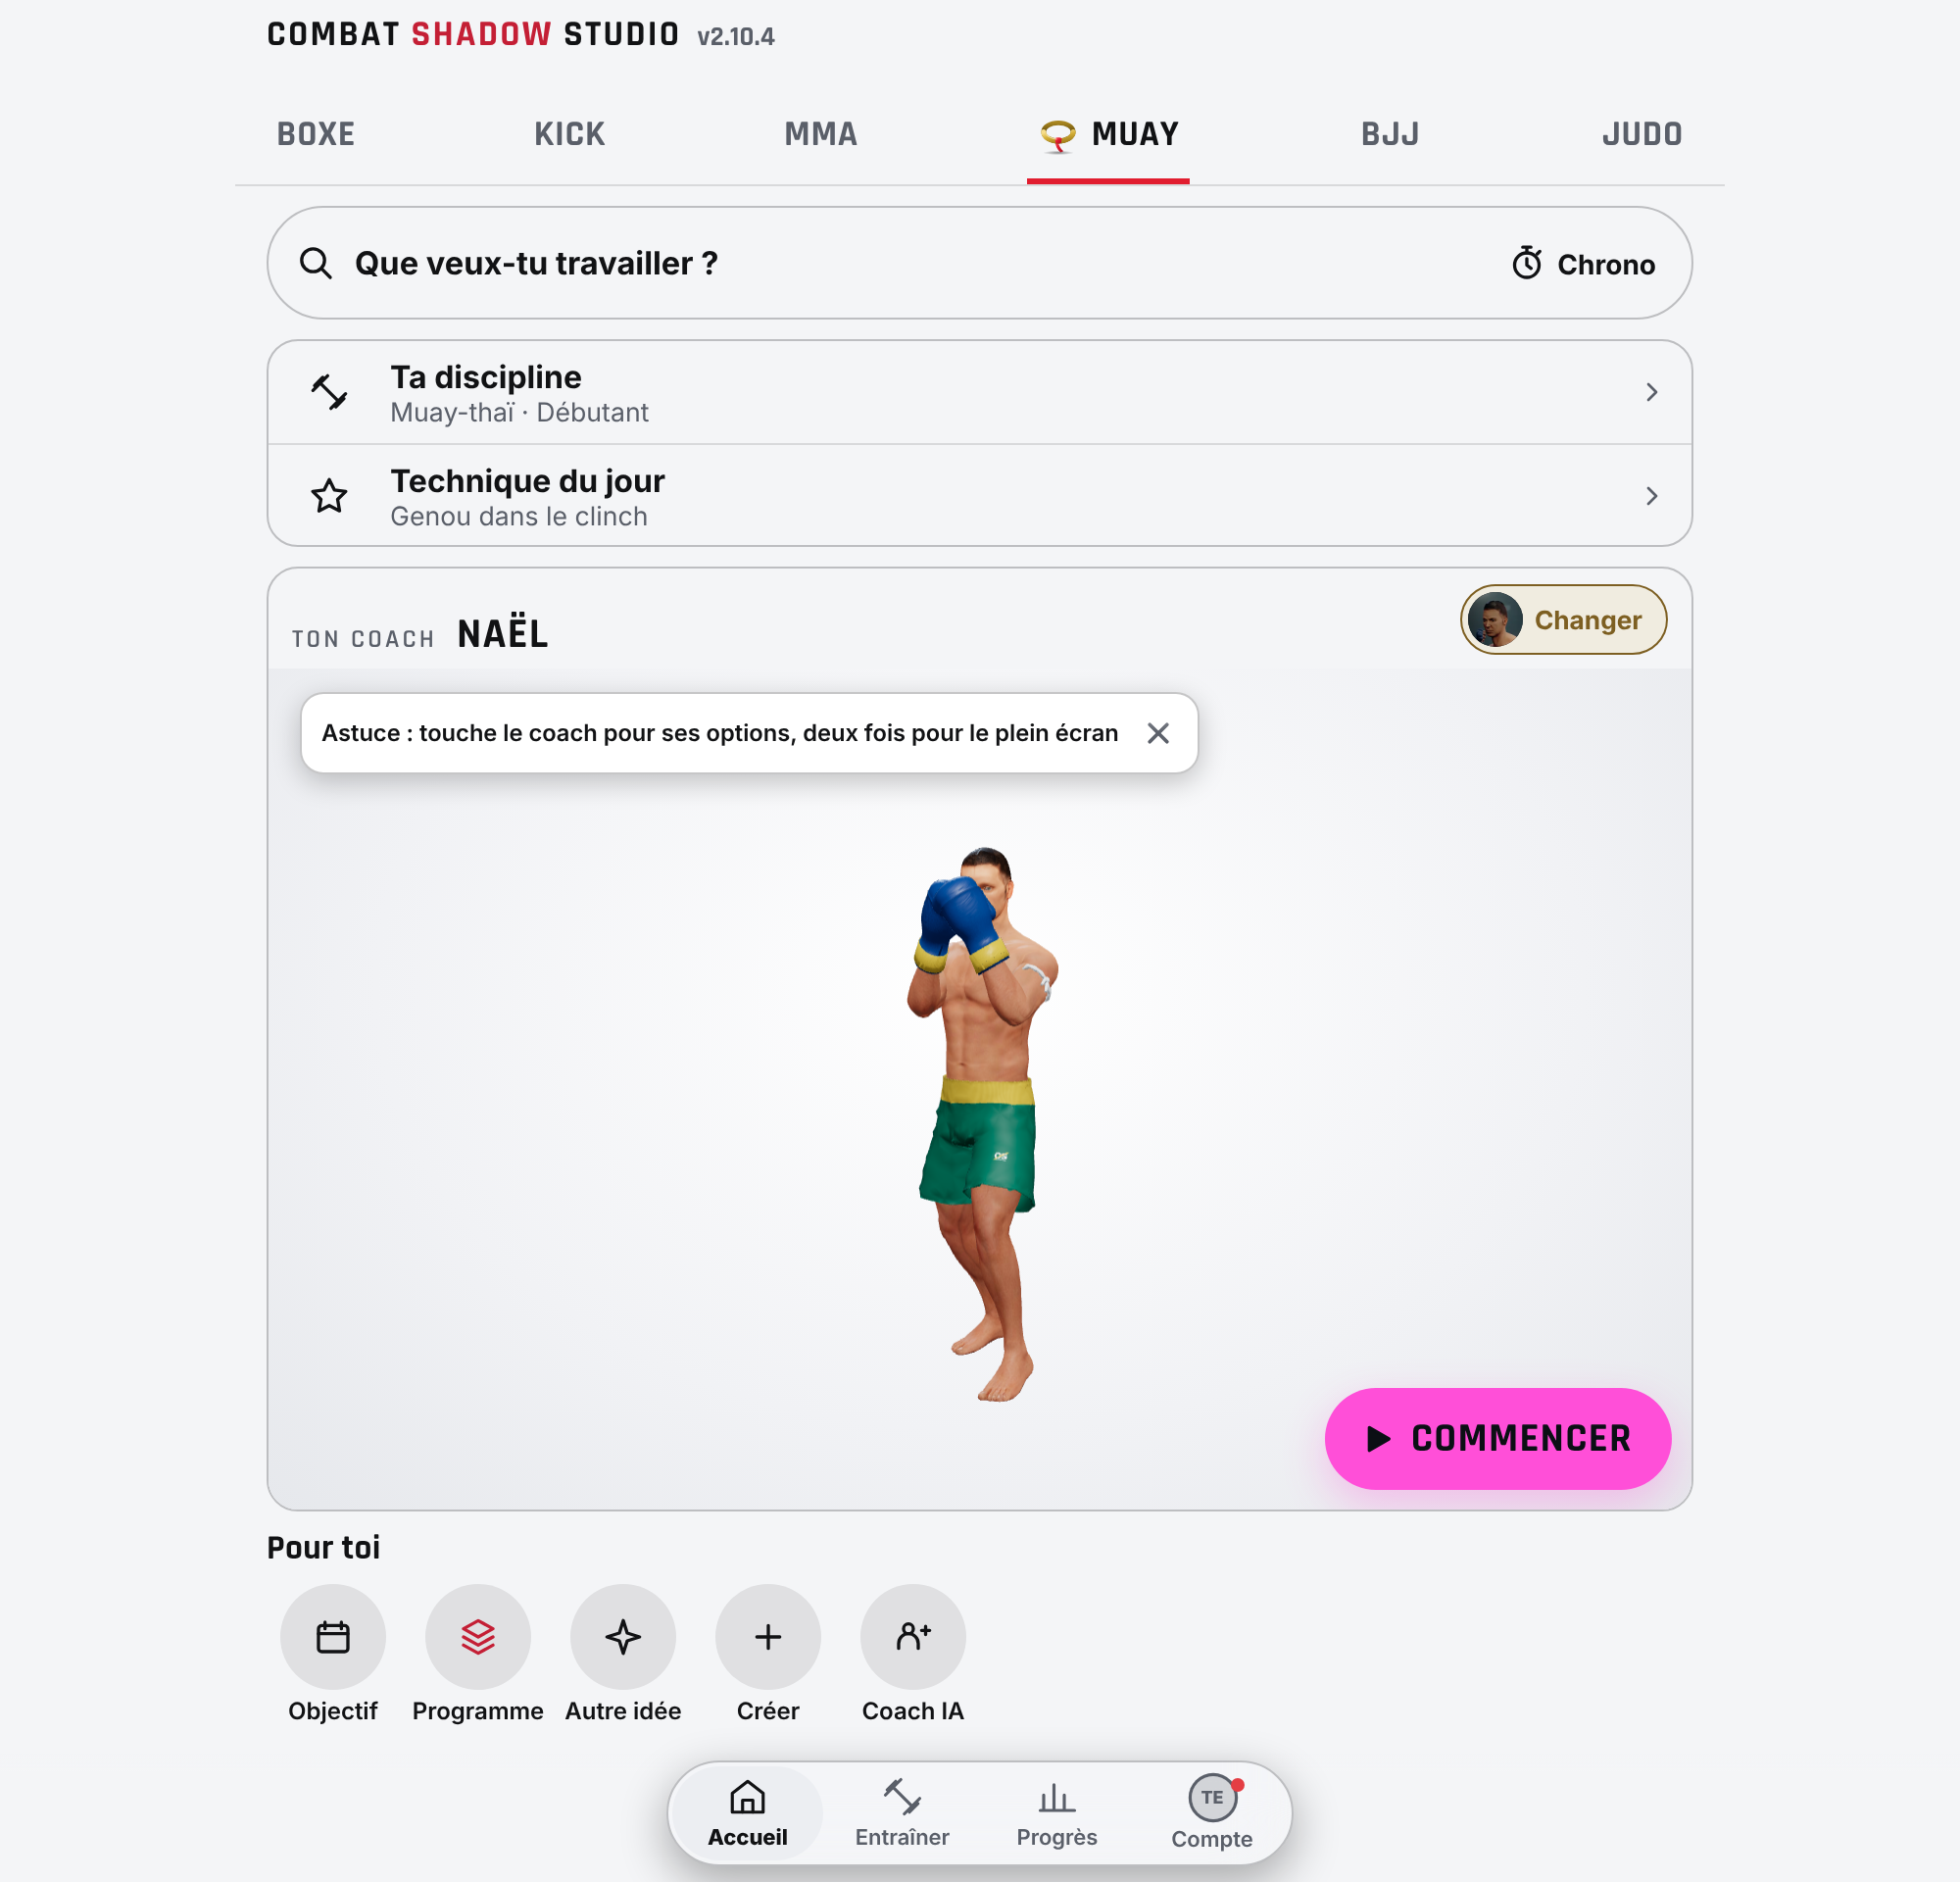 COMBAT SHADOW STUDIO v2.10.4
BOXE KICK MMA MUAY BJJ JUDO
Que veux-tu travailler ? Chrono
Ta discipline
Muay-thaï · Débutant
Technique du jour
Genou dans le clinch
TON COACH NAËL Changer
Astuce : touche le coach pour ses options, deux fois pour le plein écran
COMMENCER
Pour toi
Objectif Programme Autre idée Créer Coach IA
TE
Accueil Entraîner Progrès Compte